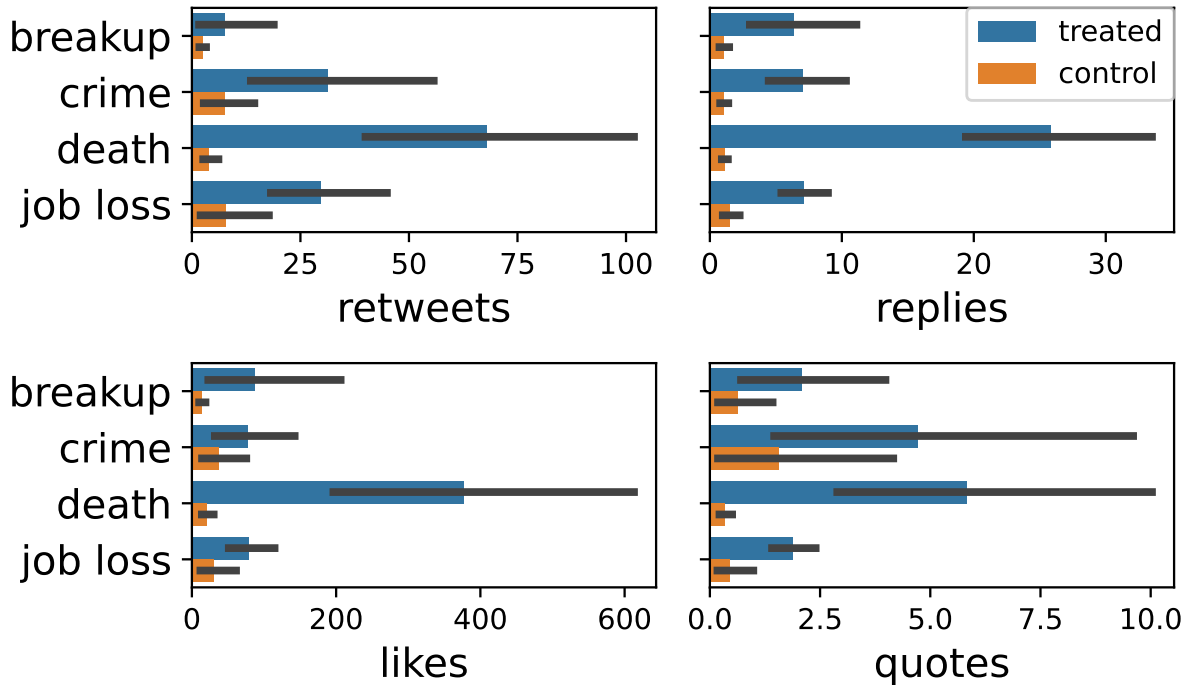 breakup
crime
death
job loss
0 25 50 75 100
retweets
treated
control
0 10 20 30
replies
breakup
crime
death
job loss
0 200 400 600
likes
0.0 2.5 5.0 7.5 10.0
quotes